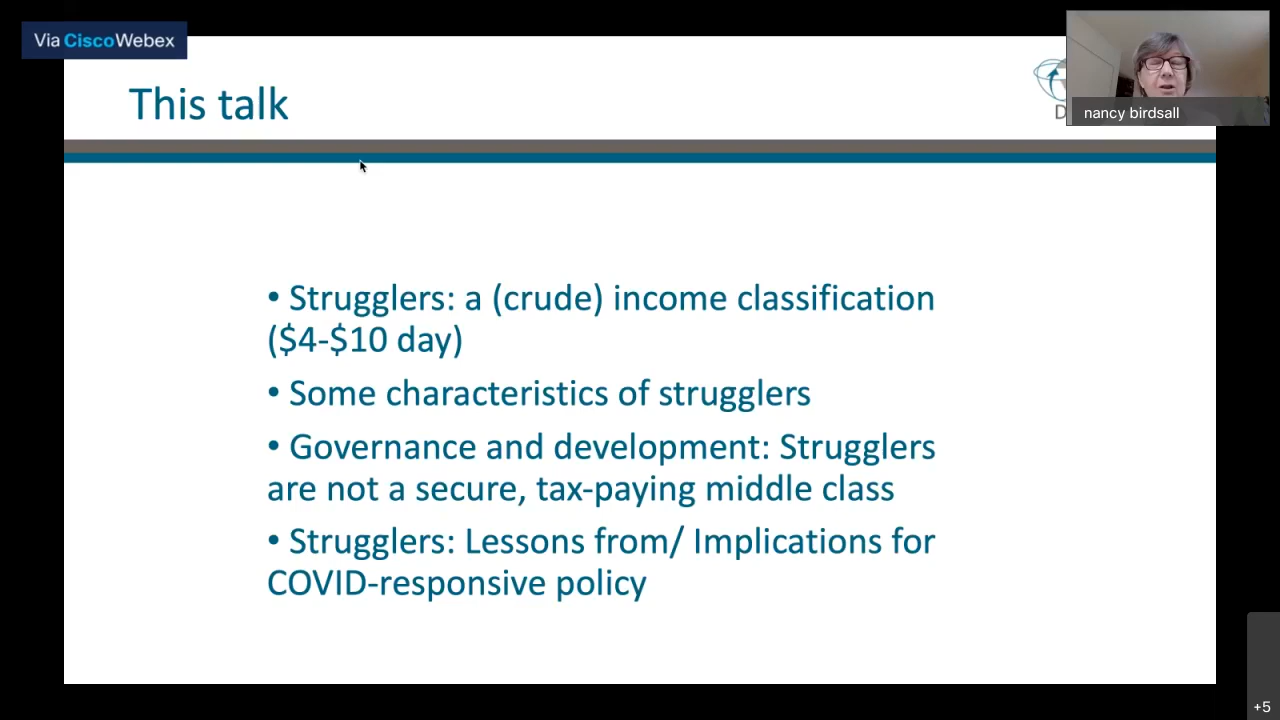 Via CiscoWebex
This talk
D
nancy birdsall
• Strugglers: a (crude) income classification
($4-$10 day)
• Some characteristics of strugglers
• Governance and development: Strugglers
are not a secure, tax-paying middle class
• Strugglers: Lessons from/ Implications for
COVID-responsive policy
+5